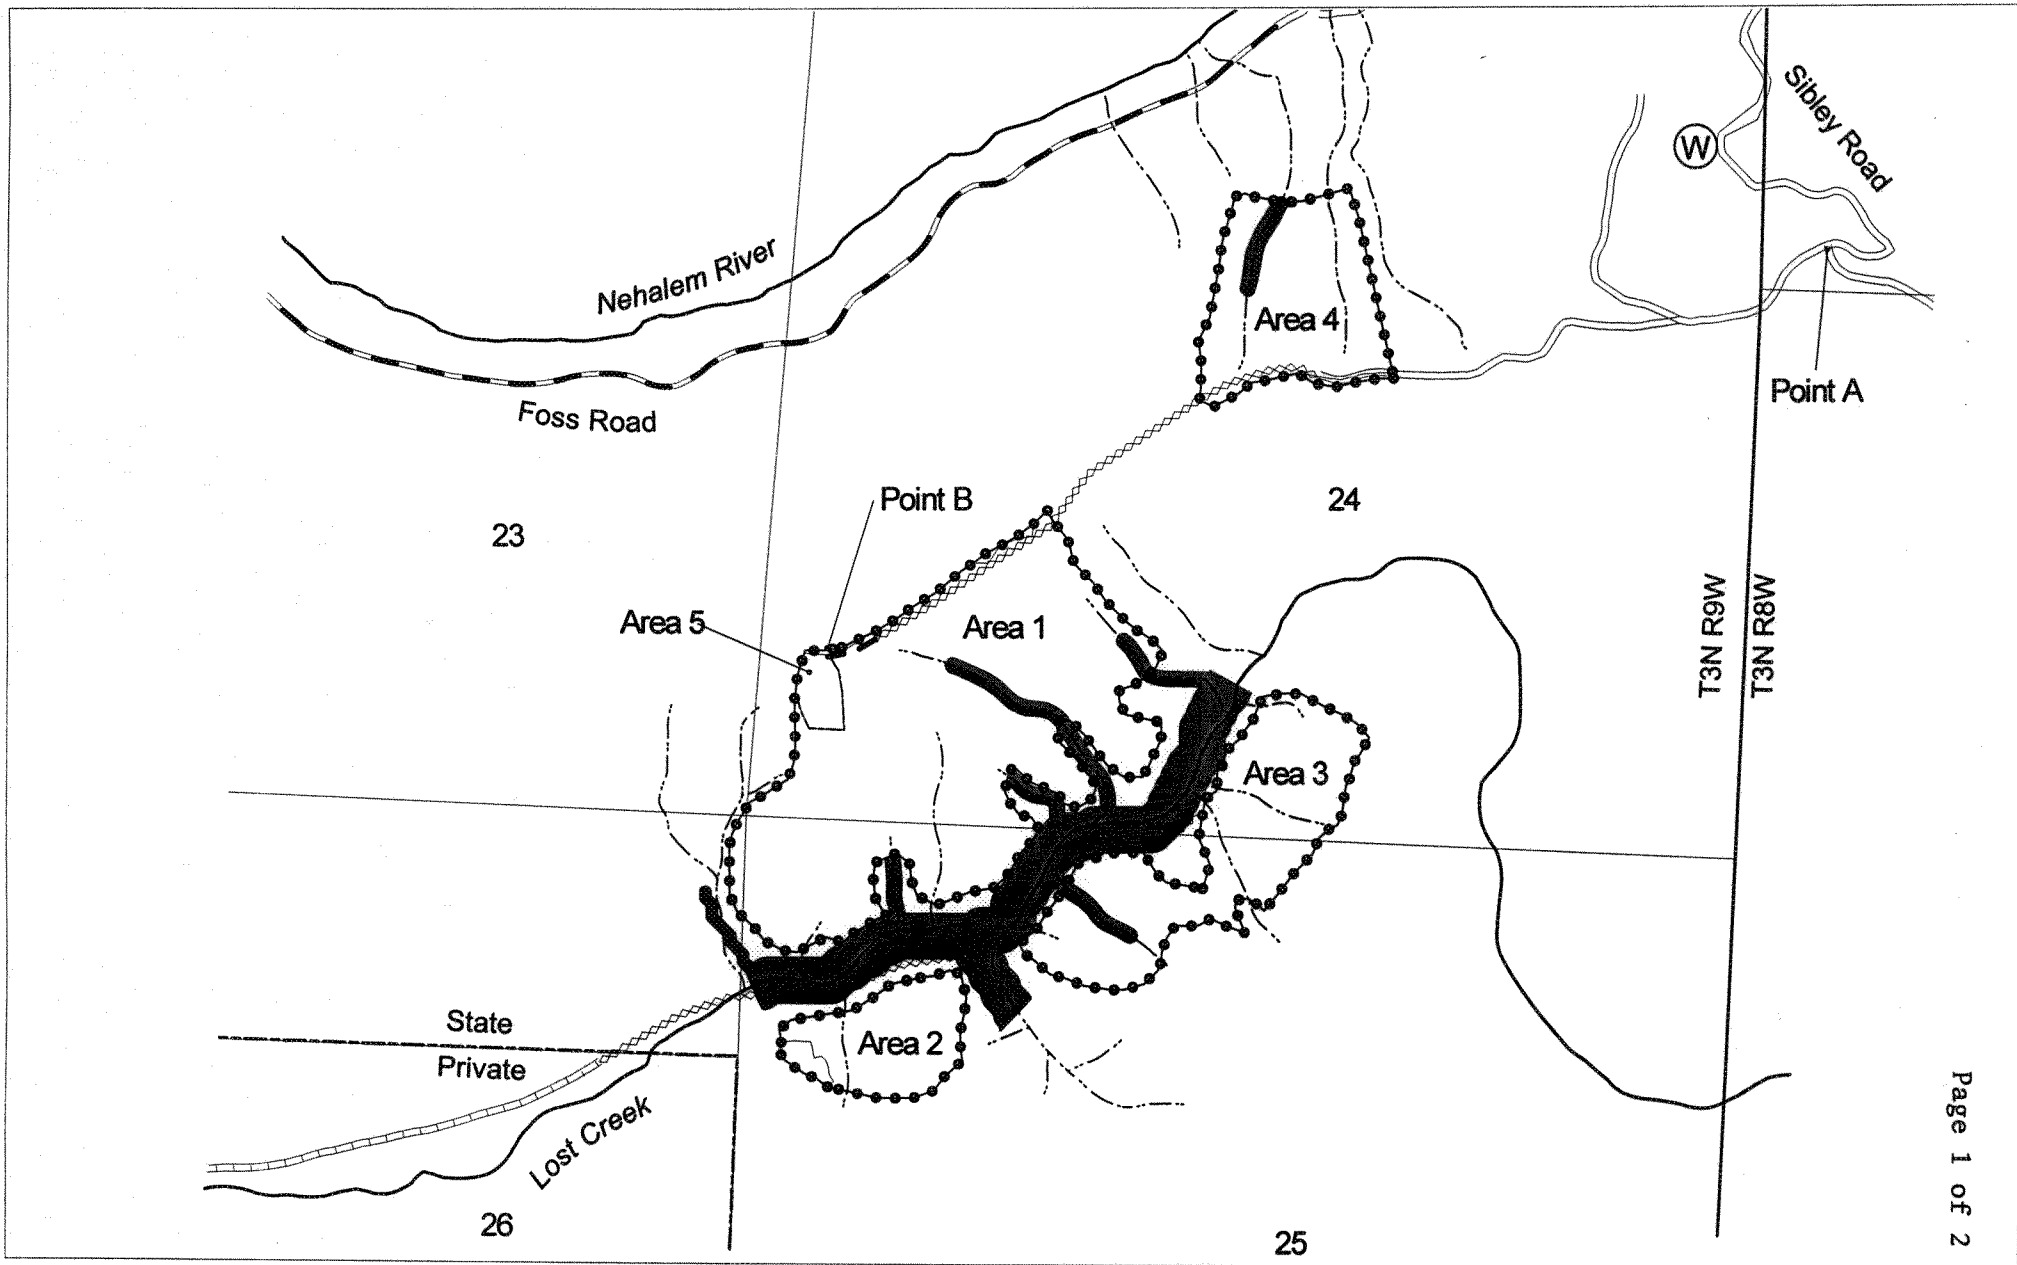 Sibley Road
W
Nehalem River
Area 4
Point A
Foss Road
Point B
24
23
Area 5
Area 1
T3N R9W
T3N R8W
Area 3
State
Private
Area 2
Lost Creek
26
25
Page 1 of 2